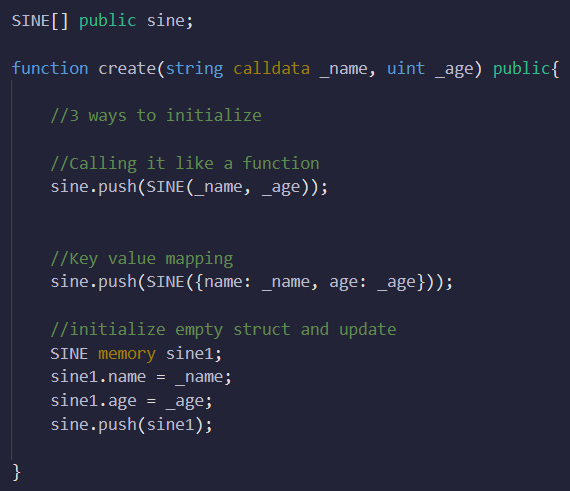 SINE[] public sine;
function create(string calldata _name, uint _age) public{
//3 ways to initialize
//Calling it like a function
sine.push(SINE(_name, _age));
//Key value mapping
sine.push(SINE({name: _name, age: _age}));
//initialize empty struct and update
SINE memory sine1;
sine1.name = _name;
sine1.age = _age;
sine.push(sine1);
}